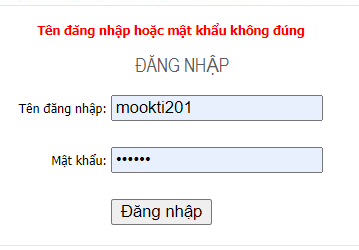 Tên đăng nhập hoặc mật khẩu không đúng
ĐĂNG NHẬP
Tên đăng nhập: mookti201
Mật khẩu: ••••••
Đăng nhập